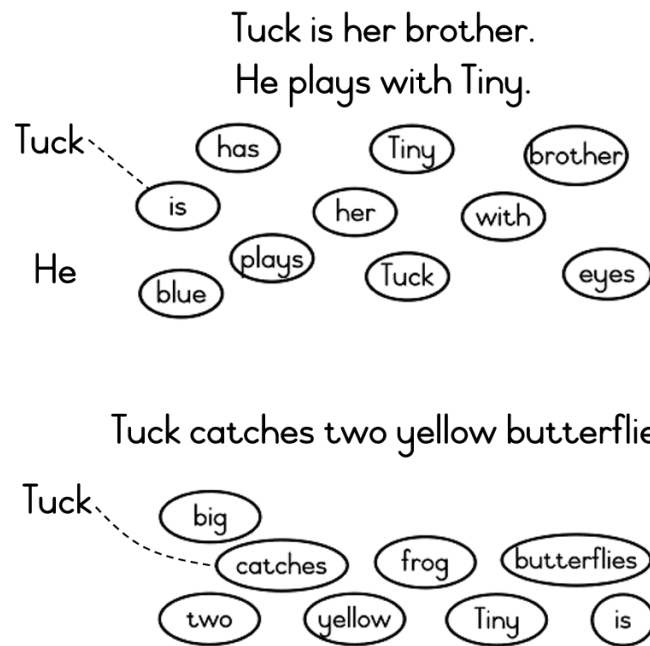 Tuck is her brother.
He plays with Tiny.
Tuck
has
Tiny
brother
is
her
with
He
plays
blue
Tuck
eyes
Tuck catches two yellow butterflie
Tuck
big
catches
frog
butterflies
two
yellow
Tiny
is